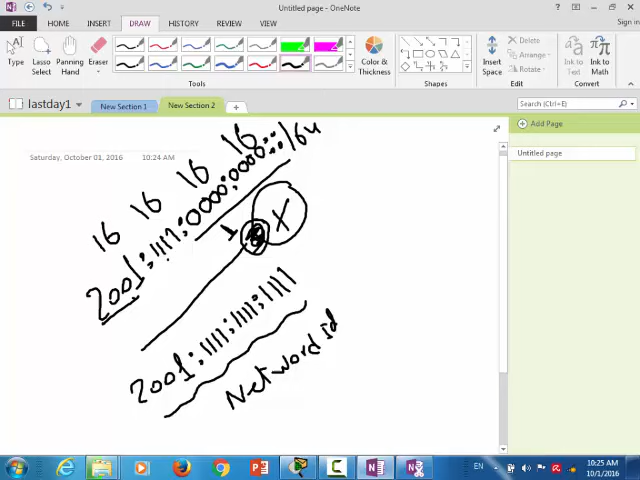 Untitled page - OneNote
FILE HOME INSERT DRAW HISTORY REVIEW VIEW
Sign in
Type
Lasso Select
Panning Hand
Eraser
Tools
Color & Thickness
Shapes
Insert Space
Delete
Arrange
Rotate
Edit
Ink to Text
Ink to Math
Convert
lastday1
New Section 1
New Section 2
+
Search (Ctrl+E)
Add Page
Untitled page
Saturday, October 01, 2016 10:24 AM
16 16 16 16
2001:1111:0000:0000::/64
1
X
2001:1111:1111:1111
Netword id
EN
10:25 AM
10/1/2016